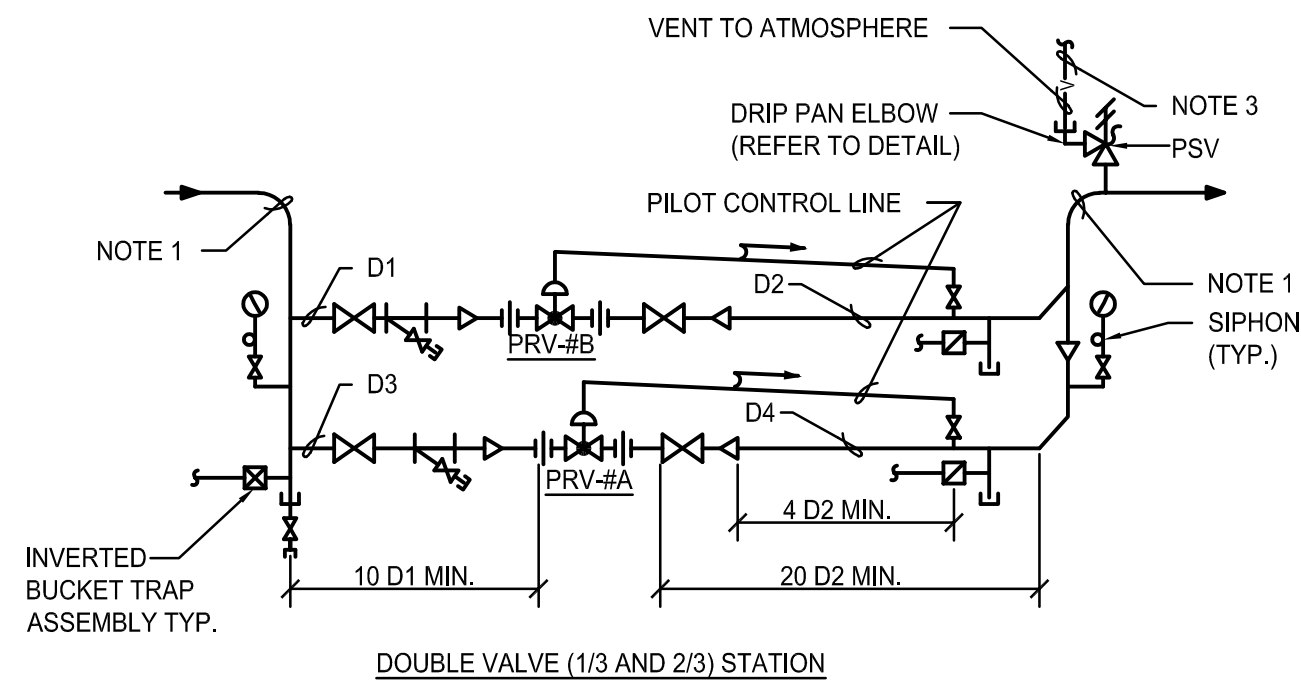 VENT TO ATMOSPHERE
DRIP PAN ELBOW
(REFER TO DETAIL)
V
NOTE 3
PSV
PILOT CONTROL LINE
NOTE 1
D1
D2
NOTE 1
SIPHON
(TYP.)
PRV-#B
D3
D4
PRV-#A
4 D2 MIN.
INVERTED
BUCKET TRAP
ASSEMBLY TYP.
10 D1 MIN.
20 D2 MIN.
DOUBLE VALVE (1/3 AND 2/3) STATION